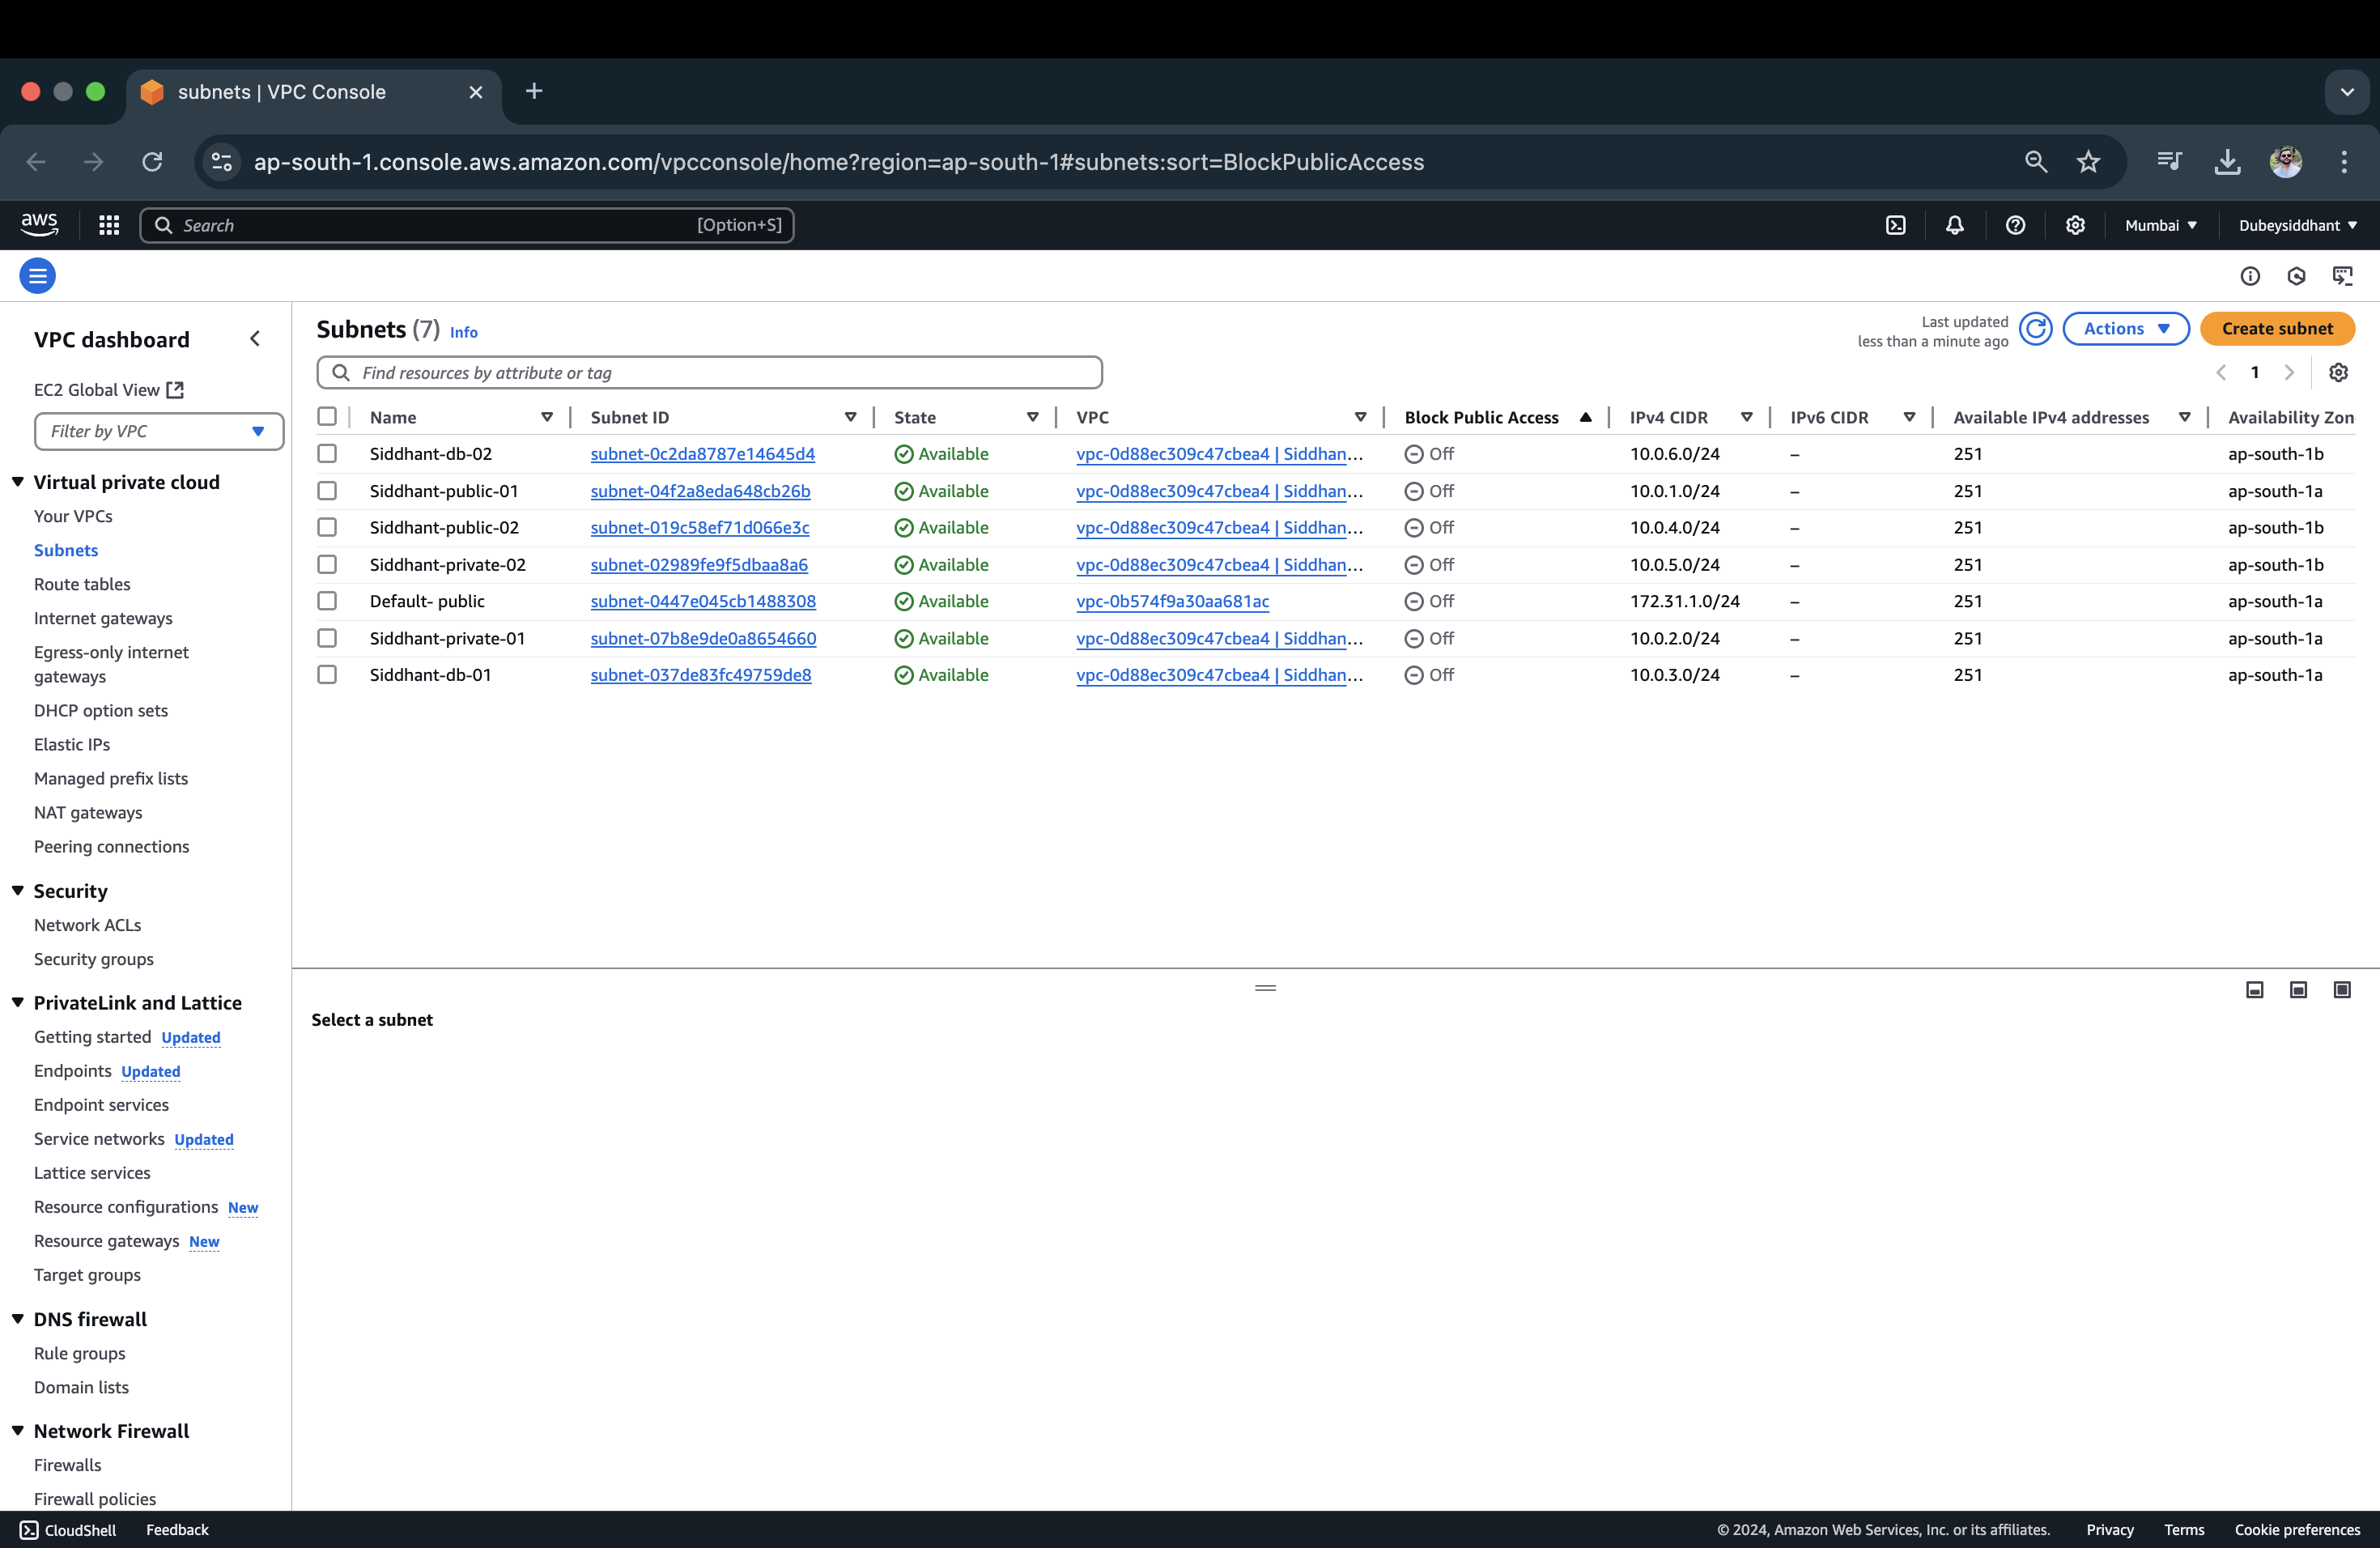 subnets | VPC Console
ap-south-1.console.aws.amazon.com/vpcconsole/home?region=ap-south-1#subnets:sort=BlockPublicAccess
aws Search [Option+S] Mumbai Dubeysiddhant
VPC dashboard
EC2 Global View
Filter by VPC
Virtual private cloud
Your VPCs
Subnets
Route tables
Internet gateways
Egress-only internet
gateways
DHCP option sets
Elastic IPs
Managed prefix lists
NAT gateways
Peering connections
Security
Network ACLs
Security groups
PrivateLink and Lattice
Getting started Updated
Endpoints Updated
Endpoint services
Service networks Updated
Lattice services
Resource configurations New
Resource gateways New
Target groups
DNS firewall
Rule groups
Domain lists
Network Firewall
Firewalls
Firewall policies
Subnets (7) Info
Last updated
less than a minute ago
Actions
Create subnet
Find resources by attribute or tag
1
Name Subnet ID State VPC Block Public Access IPv4 CIDR IPv6 CIDR Available IPv4 addresses Availability Zon
Siddhant-db-02 subnet-0c2da8787e14645d4 Available vpc-0d88ec309c47cbea4 | Siddhan... Off 10.0.6.0/24 – 251 ap-south-1b
Siddhant-public-01 subnet-04f2a8eda648cb26b Available vpc-0d88ec309c47cbea4 | Siddhan... Off 10.0.1.0/24 – 251 ap-south-1a
Siddhant-public-02 subnet-019c58ef71d066e3c Available vpc-0d88ec309c47cbea4 | Siddhan... Off 10.0.4.0/24 – 251 ap-south-1b
Siddhant-private-02 subnet-02989fe9f5dbaa8a6 Available vpc-0d88ec309c47cbea4 | Siddhan... Off 10.0.5.0/24 – 251 ap-south-1b
Default- public subnet-0447e045cb1488308 Available vpc-0b574f9a30aa681ac Off 172.31.1.0/24 – 251 ap-south-1a
Siddhant-private-01 subnet-07b8e9de0a8654660 Available vpc-0d88ec309c47cbea4 | Siddhan... Off 10.0.2.0/24 – 251 ap-south-1a
Siddhant-db-01 subnet-037de83fc49759de8 Available vpc-0d88ec309c47cbea4 | Siddhan... Off 10.0.3.0/24 – 251 ap-south-1a
Select a subnet
CloudShell Feedback © 2024, Amazon Web Services, Inc. or its affiliates. Privacy Terms Cookie preferences